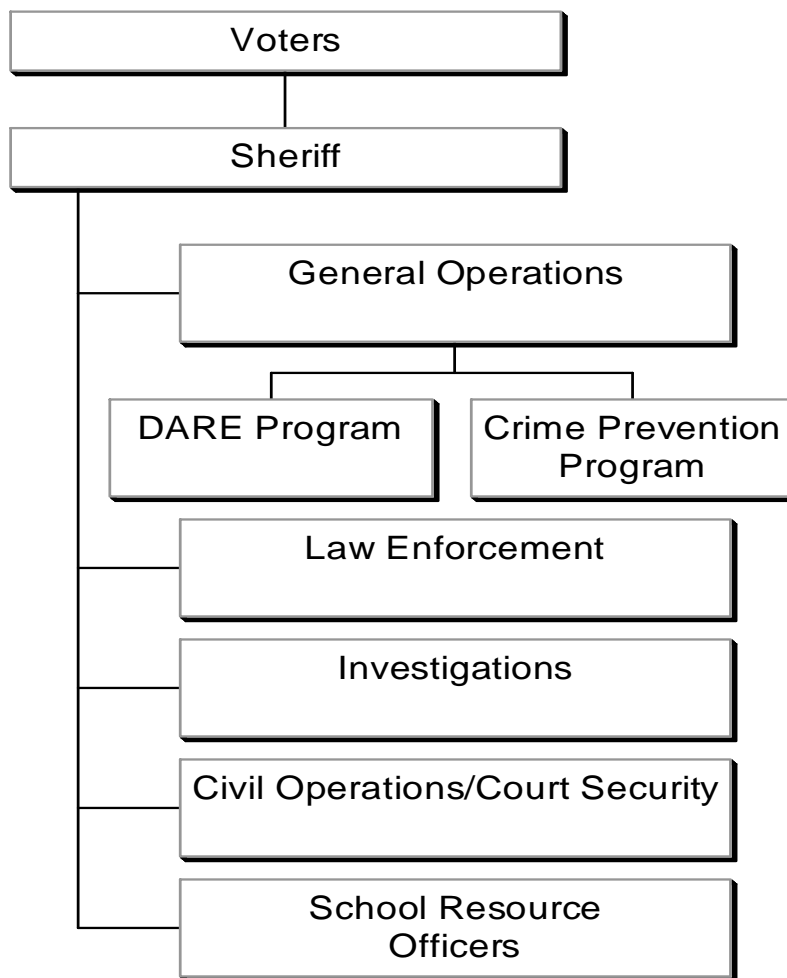 Voters
Sheriff
General Operations
DARE Program
Crime Prevention
Program
Law Enforcement
Investigations
Civil Operations/Court Security
School Resource
Officers